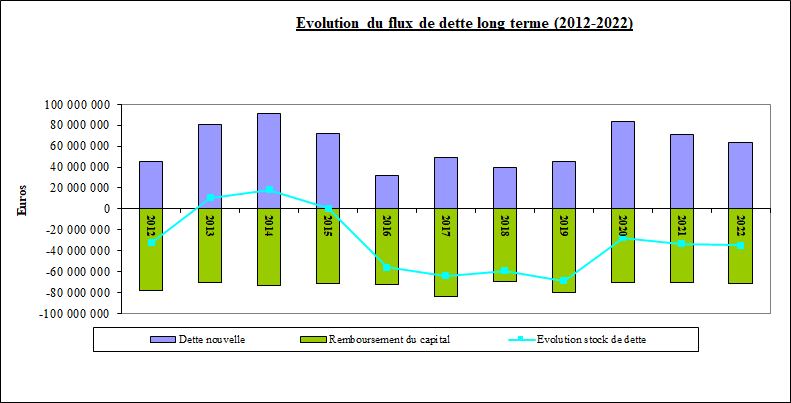 Evolution du flux de dette long terme (2012-2022)
Euros
100 000 000
80 000 000
60 000 000
40 000 000
20 000 000
0
-20 000 000
-40 000 000
-60 000 000
-80 000 000
-100 000 000
2012
2013
2014
2015
2016
2017
2018
2019
2020
2021
2022
Dette nouvelle
Remboursement du capital
Evolution stock de dette